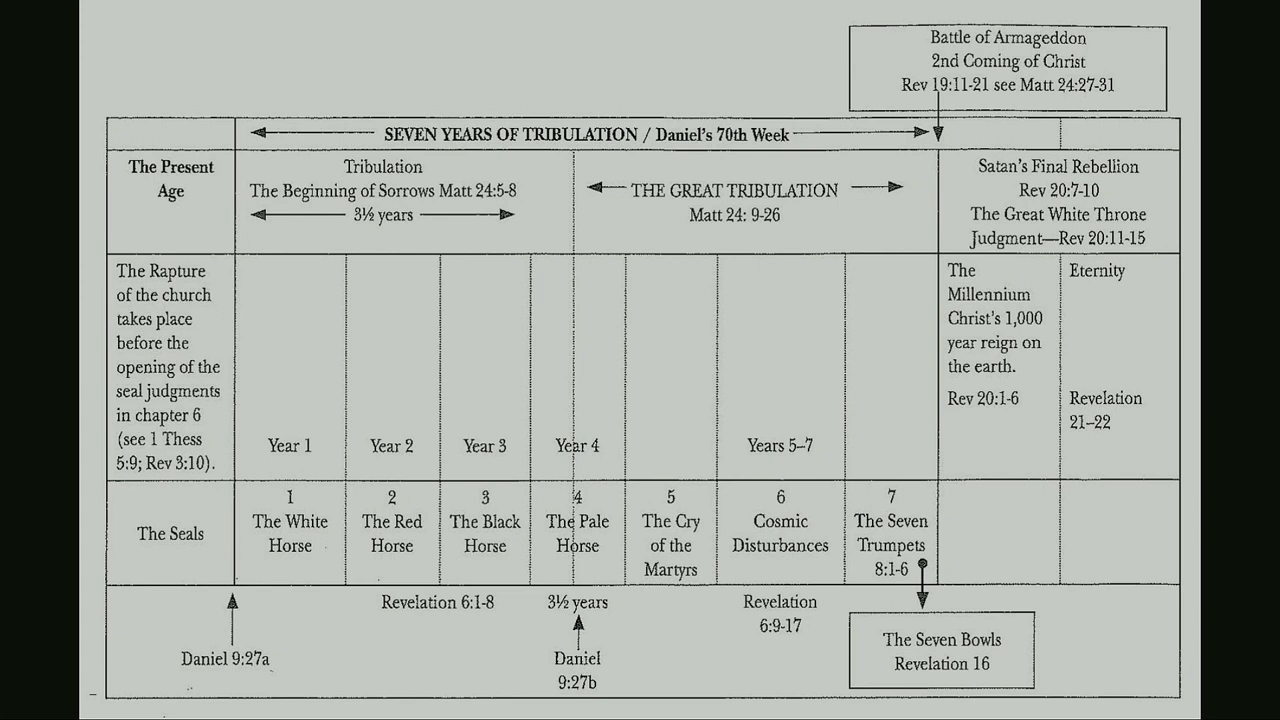 Battle of Armageddon
2nd Coming of Christ
Rev 19:11-21 see Matt 24:27-31
SEVEN YEARS OF TRIBULATION / Daniel's 70th Week
The Present
Age
Tribulation
The Beginning of Sorrows Matt 24:5-8
3½ years
THE GREAT TRIBULATION
Matt 24: 9-26
Satan's Final Rebellion
Rev 20:7-10
The Great White Throne
Judgment—Rev 20:11-15
The Rapture
of the church
takes place
before the
opening of the
seal judgments
in chapter 6
(see 1 Thess
5:9; Rev 3:10).
Year 1
Year 2
Year 3
Year 4
Years 5–7
The
Millennium
Christ's 1,000
year reign on
the earth.
Rev 20:1-6
Eternity
Revelation
21–22
The Seals
1
The White
Horse
2
The Red
Horse
3
The Black
Horse
4
The Pale
Horse
5
The Cry
of the
Martyrs
6
Cosmic
Disturbances
7
The Seven
Trumpets
8:1-6
Revelation 6:1-8
3½ years
Revelation
6:9-17
Daniel 9:27a
Daniel
9:27b
The Seven Bowls
Revelation 16